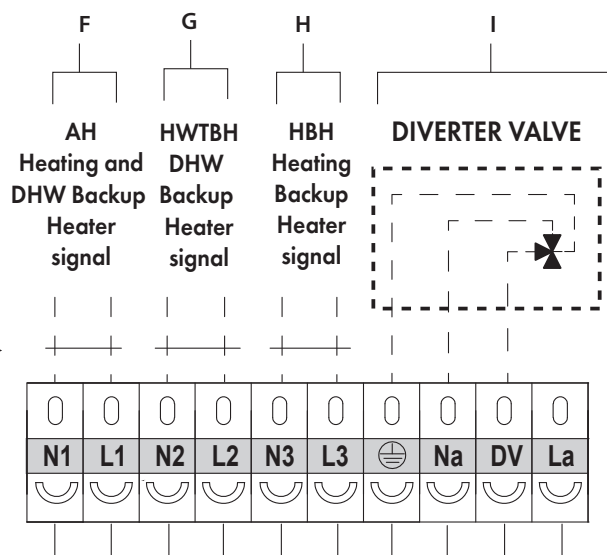 F G H I
AH
Heating and
DHW Backup
Heater
signal
HWTBH
DHW
Backup
Heater
signal
HBH
Heating
Backup
Heater
signal
DIVERTER VALVE
N1 L1 N2 L2 N3 L3 Na DV La